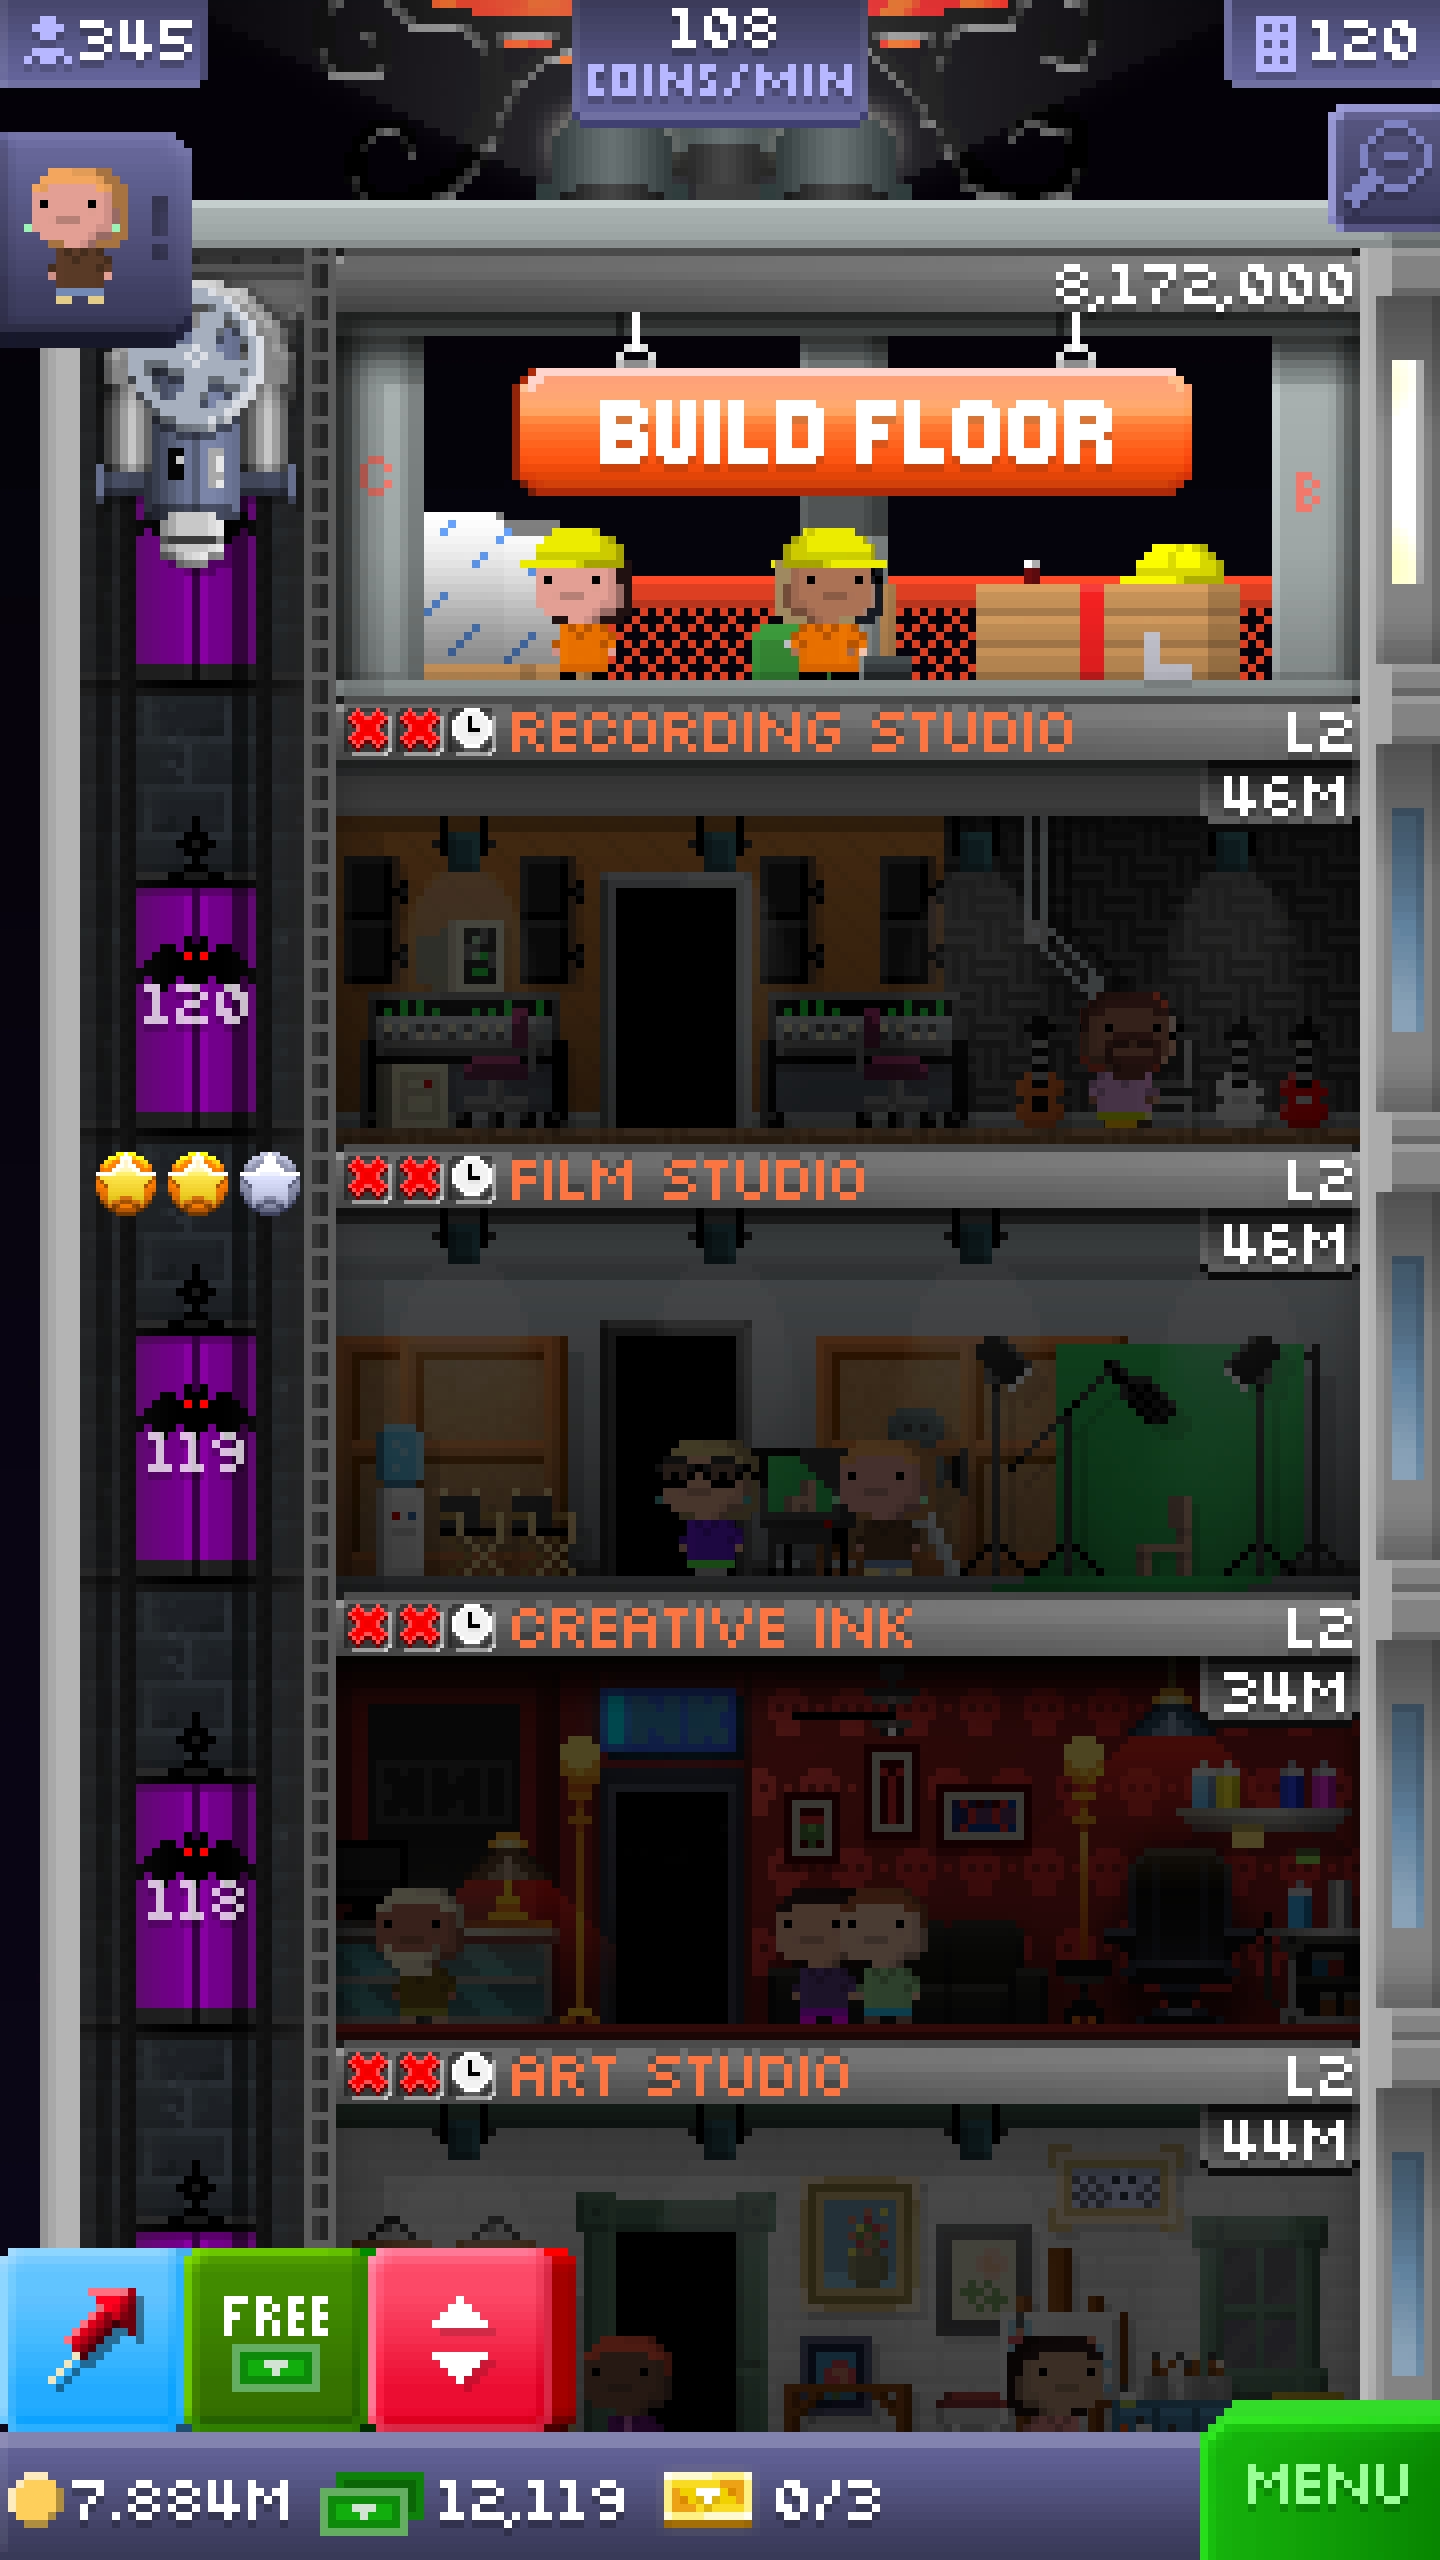 345
108
COINS/MIN
120
!
8,172,000
BUILD FLOOR
C
B
RECORDING STUDIO L2
46M
120
FILM STUDIO L2
46M
119
CREATIVE INK L2
34M
INK
118
ART STUDIO L2
44M
FREE
7.884M 12,119 0/3
MENU